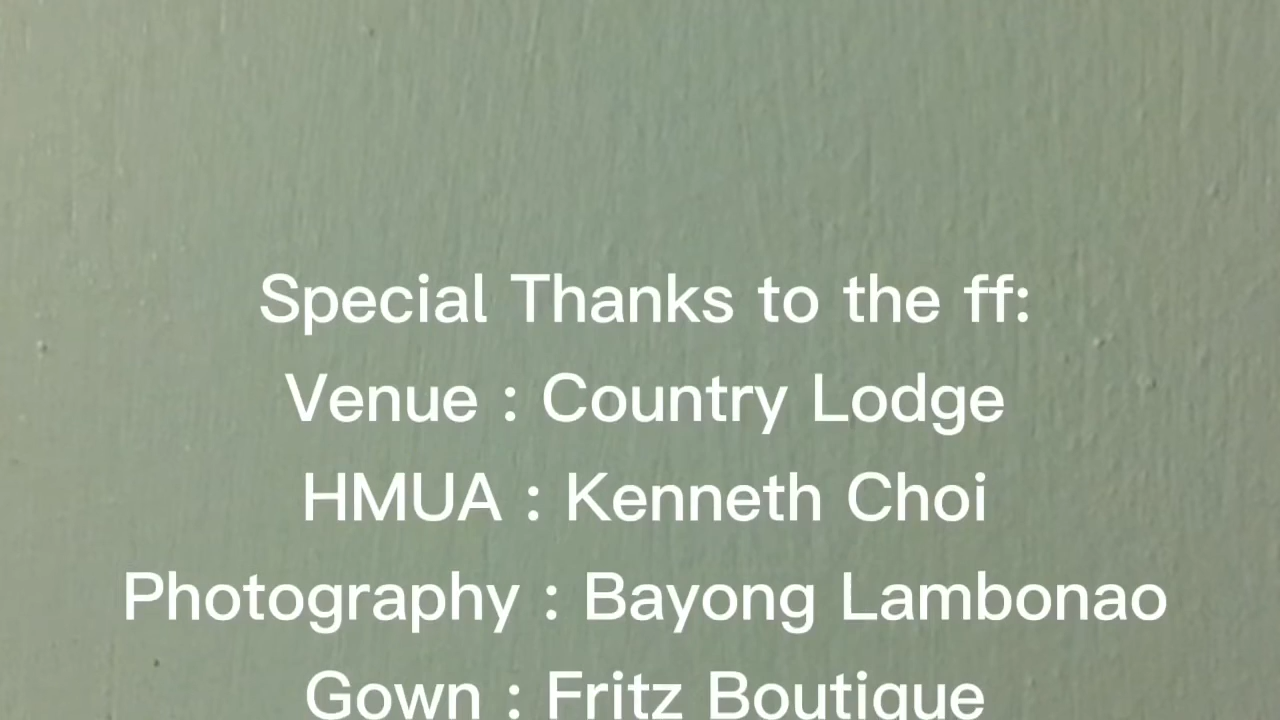 Special Thanks to the ff:
Venue : Country Lodge
HMUA : Kenneth Choi
Photography : Bayong Lambonao
Gown : Fritz Boutique